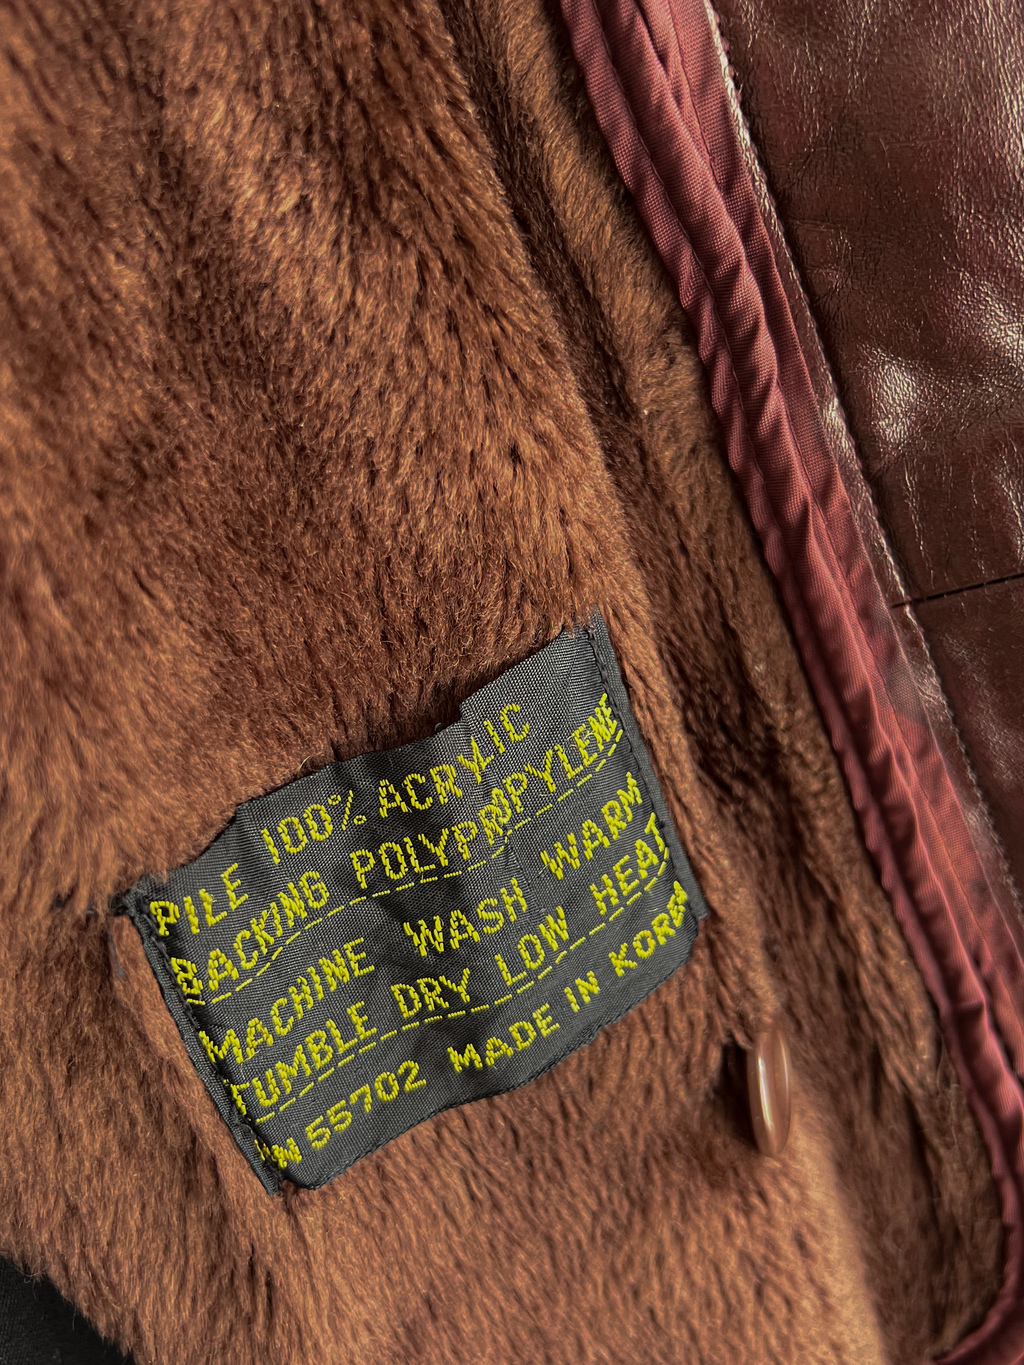 PILE 100% ACRYLIC
BACKING POLYPROPYLENE
MACHINE WASH WARM
TUMBLE DRY LOW HEAT
55702 MADE IN KOREA